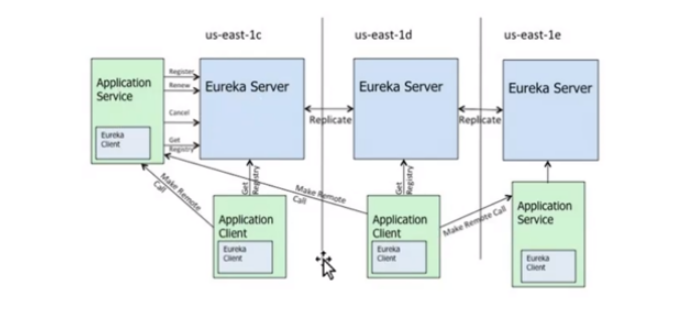 us-east-1c
us-east-1d
us-east-1e
Application
Service
Eureka
Client
Register
Renew
Cancel
Get
Registry
Eureka Server
Replicate
Eureka Server
Replicate
Eureka Server
Make Remote
Call
Get
Registry
Make Remote
Call
Get
Registry
Make Remote Call
Application
Client
Eureka
Client
Application
Client
Eureka
Client
Application
Service
Eureka
Client